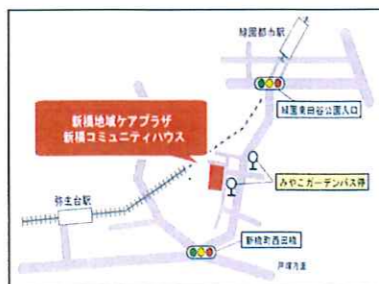 緑園都市駅
緑園東田谷公園入口
新橋地域ケアプラザ
新橋コミュニティハウス
みやこガーデンバス停
弥生台駅
新橋町西田橋